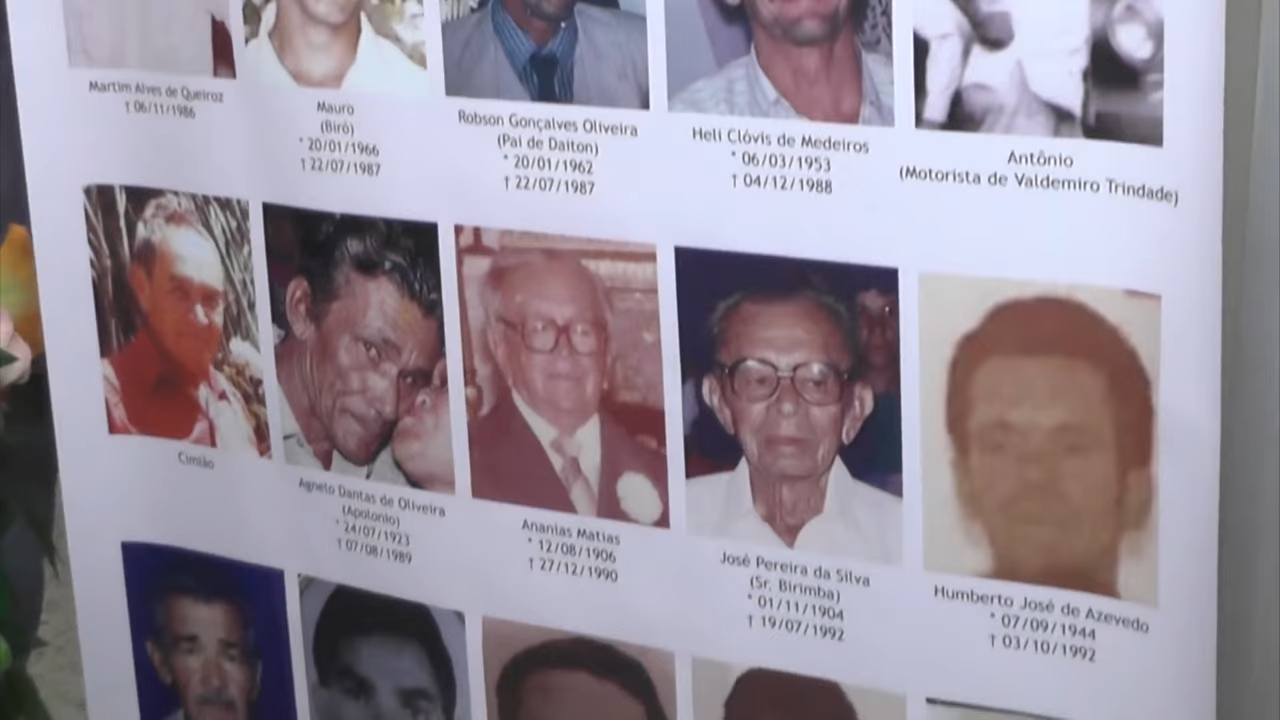 Martim Alves de Queiroz
† 06/11/1986
Mauro
(Biró)
* 20/01/1966
† 22/07/1987
Robson Gonçalves Oliveira
(Pai de Dailton)
* 20/01/1962
† 22/07/1987
Heli Clóvis de Medeiros
* 06/03/1953
† 04/12/1988
Antônio
(Motorista de Valdemiro Trindade)
Cimião
Agnelo Dantas de Oliveira
(Apolonio)
* 24/07/1923
† 07/08/1989
Ananias Matias
* 12/08/1906
† 27/12/1990
José Pereira da Silva
(Sr. Birimba)
* 01/11/1904
† 19/07/1992
Humberto José de Azevedo
* 07/09/1944
† 03/10/1992